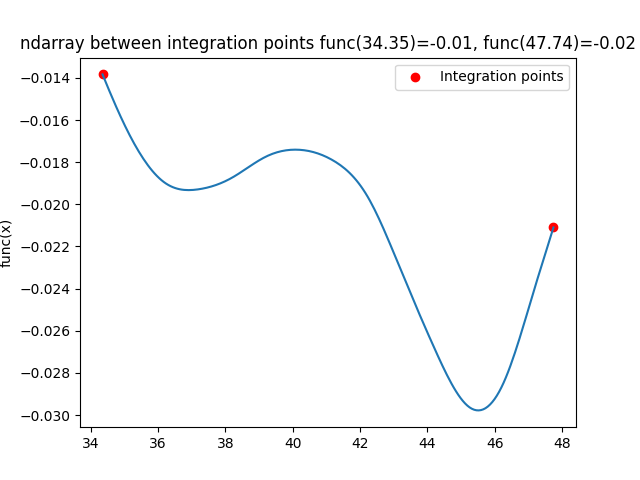 ndarray between integration points func(34.35)=-0.01, func(47.74)=-0.02
Integration points
func(x)
−0.014
−0.016
−0.018
−0.020
−0.022
−0.024
−0.026
−0.028
−0.030
34 36 38 40 42 44 46 48